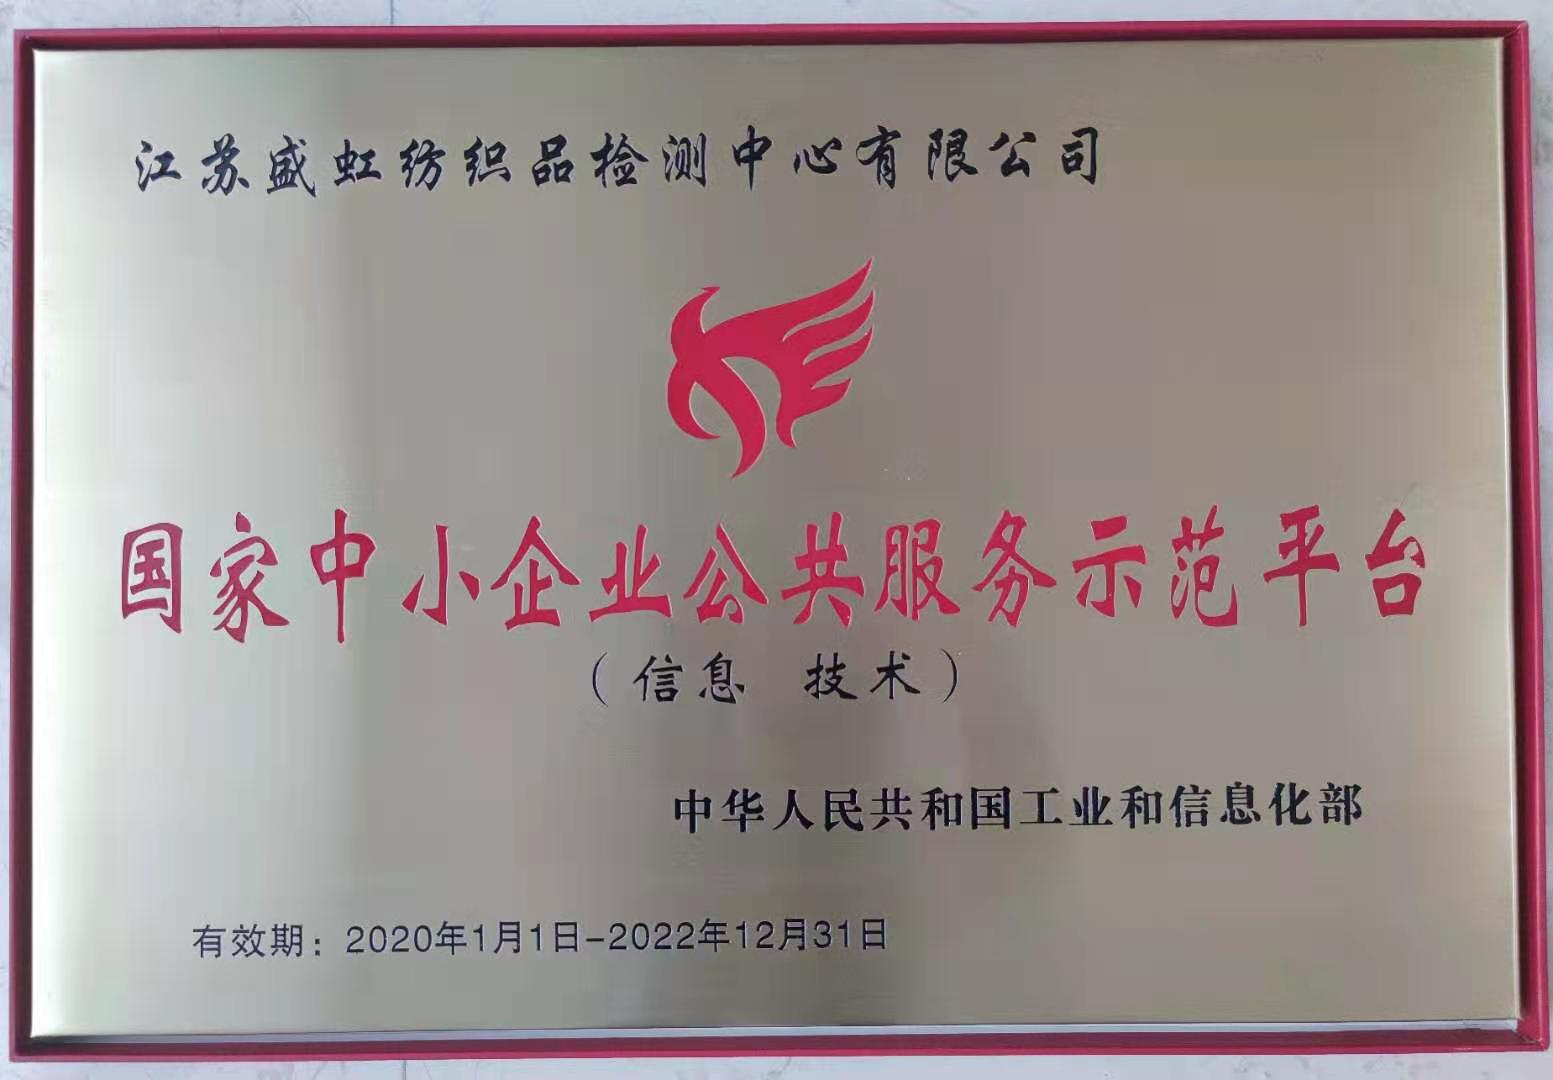 江苏盛虹纺织品检测中心有限公司
国家中小企业公共服务示范平台
（信息 技术）
中华人民共和国工业和信息化部
有效期：2020年1月1日-2022年12月31日